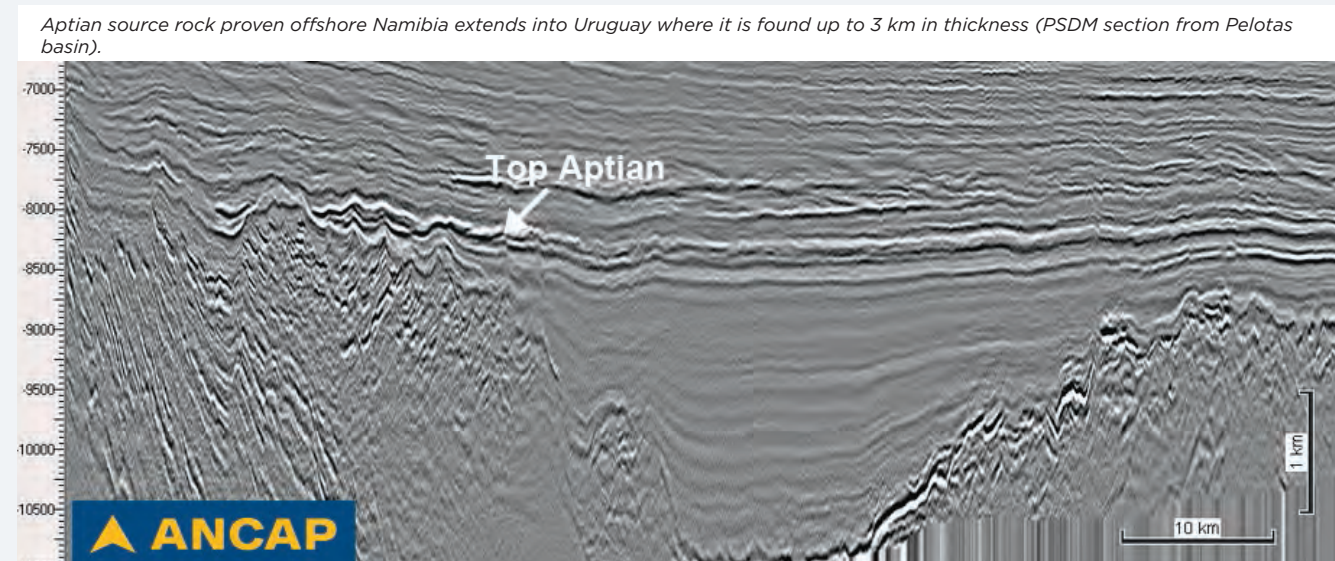 Aptian source rock proven offshore Namibia extends into Uruguay where it is found up to 3 km in thickness (PSDM section from Pelotas
basin).
-7000
-7500
Top Aptian
-8000
-8500
-9000
-9500
-10000
1 km
-10500
10 km
ANCAP